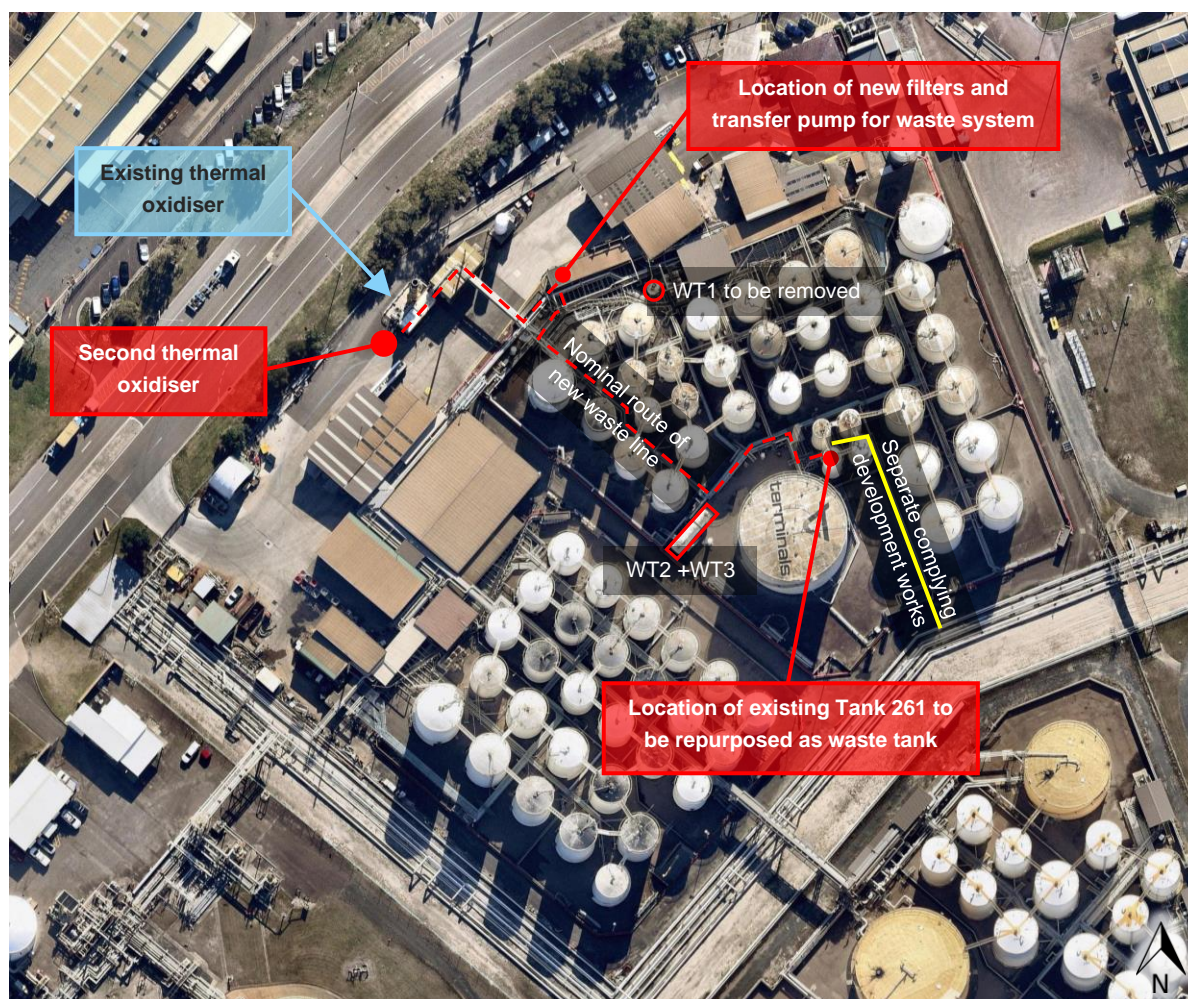 Location of new filters and
transfer pump for waste system
Existing thermal
oxidiser
WT1 to be removed
Second thermal
oxidiser
Nominal route of
new waste line
Separate complying
development works
terminals
WT2 +WT3
Location of existing Tank 261 to
be repurposed as waste tank
N